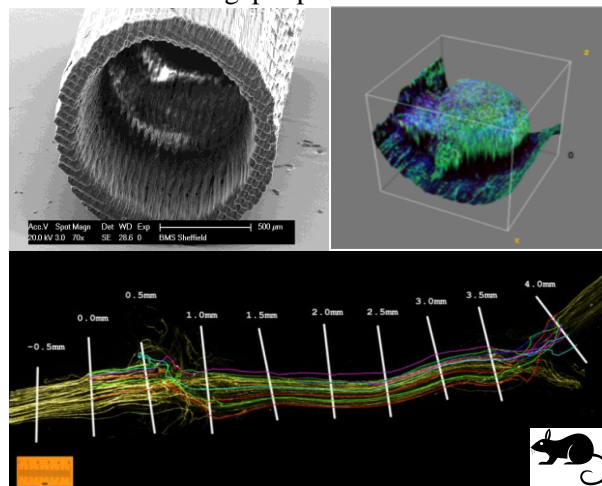 Acc.V Spot Magn Det WD Exp
20.0 kV 3.0 70x SE 28.6 0
500 µm
BMS Sheffield
z
0
x
-0.5mm
0.0mm
0.5mm
1.0mm
1.5mm
2.0mm
2.5mm
3.0mm
3.5mm
4.0mm